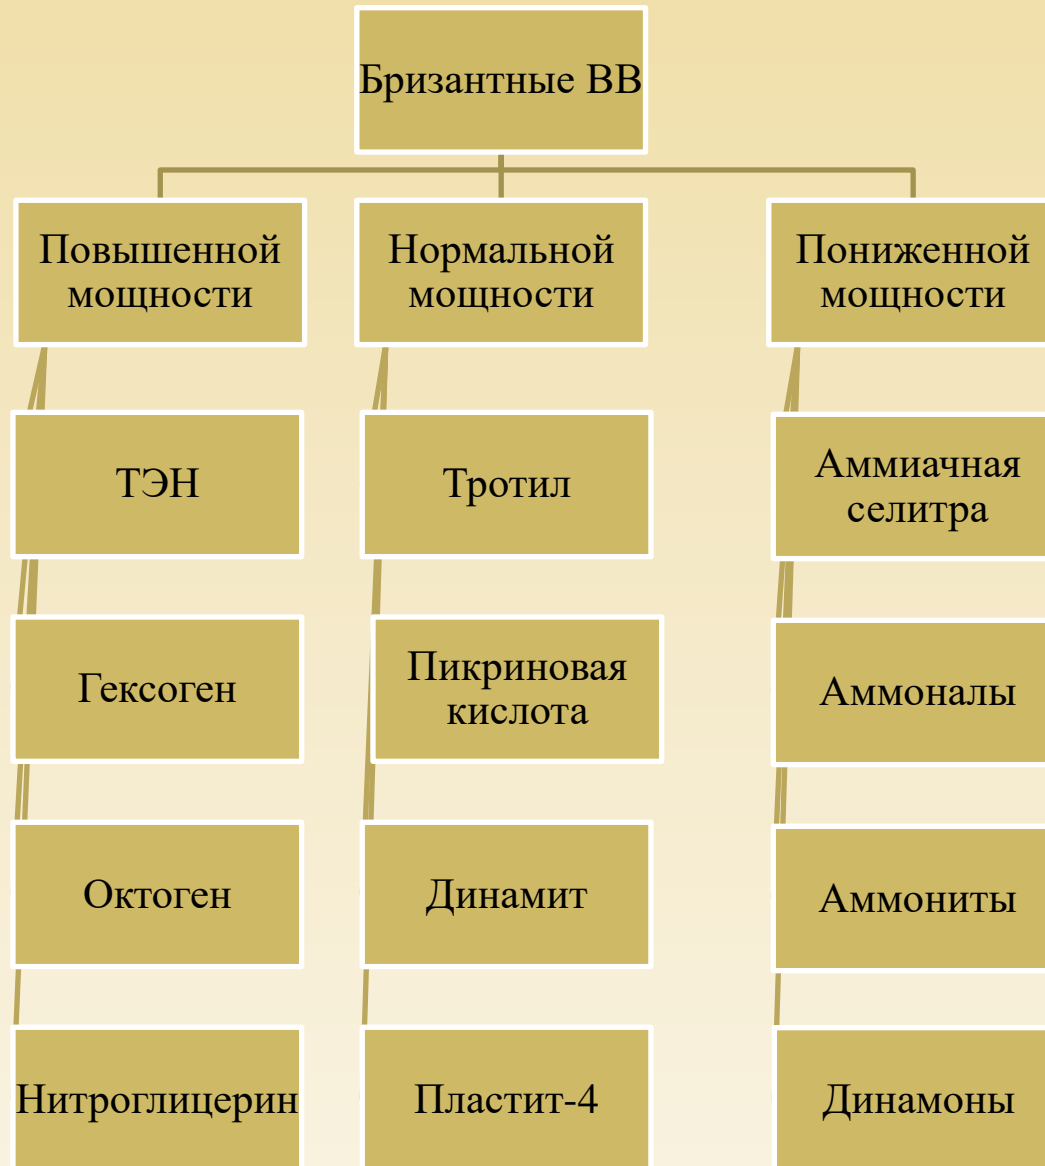 Бризантные ВВ
Повышенной
мощности
Нормальной
мощности
Пониженной
мощности
ТЭН
Тротил
Аммиачная
селитра
Гексоген
Пикриновая
кислота
Аммоналы
Октоген
Динамит
Аммониты
Нитроглицерин
Пластит-4
Динамоны